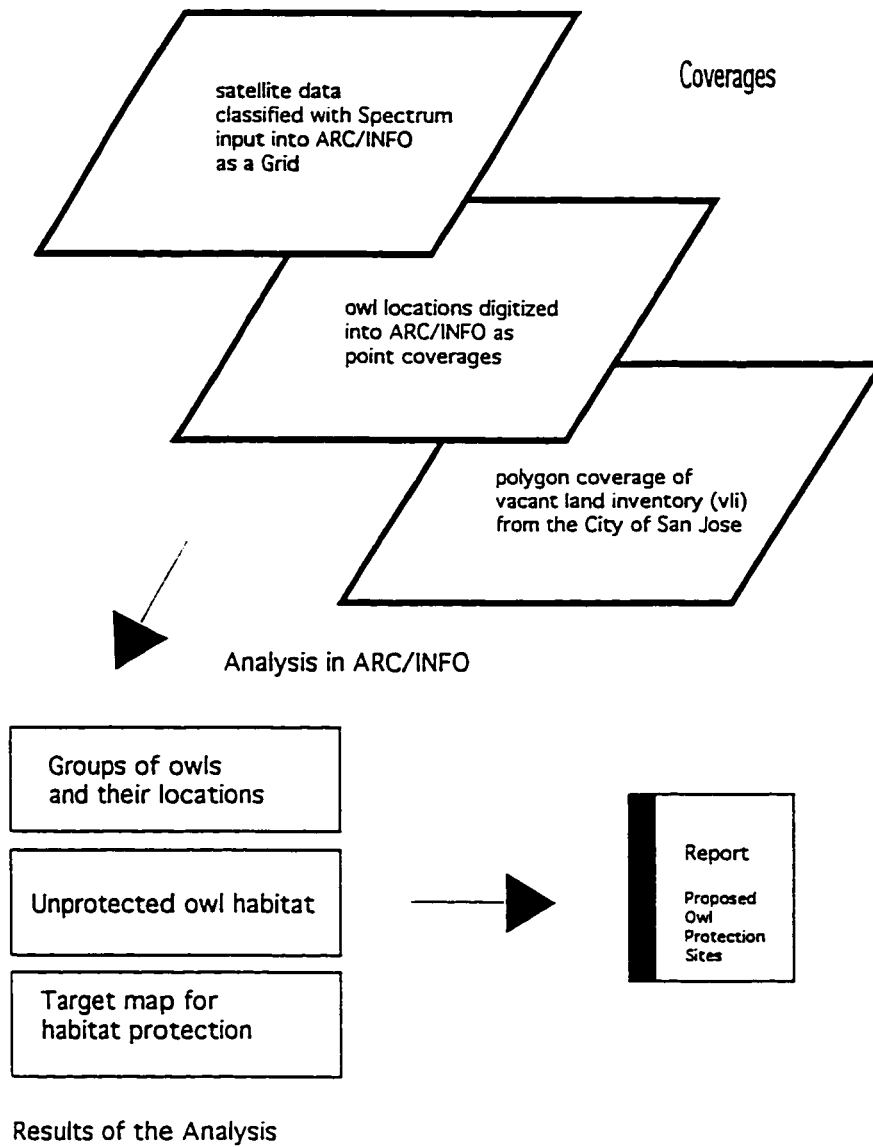 Coverages
satellite data
classified with Spectrum
input into ARC/INFO
as a Grid
owl locations digitized
into ARC/INFO as
point coverages
polygon coverage of
vacant land inventory (vli)
from the City of San Jose
Analysis in ARC/INFO
Groups of owls
and their locations
Unprotected owl habitat
Target map for
habitat protection
Report
Proposed
Owl
Protection
Sites
Results of the Analysis